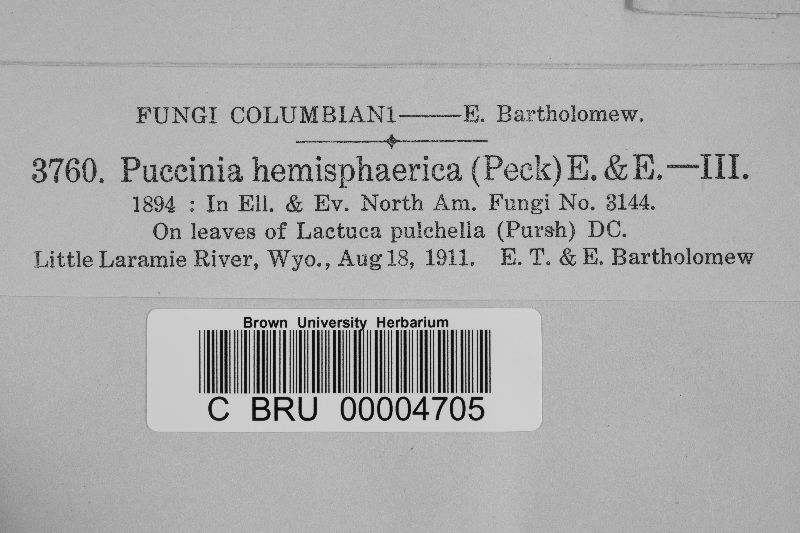 FUNGI COLUMBIANI——E. Bartholomew.
3760. Puccinia hemisphaerica (Peck) E. & E.—III.
1894 : In Ell. & Ev. North Am. Fungi No. 3144.
On leaves of Lactuca pulchella (Pursh) DC.
Little Laramie River, Wyo., Aug 18, 1911. E. T. & E. Bartholomew
Brown University Herbarium
C BRU 00004705